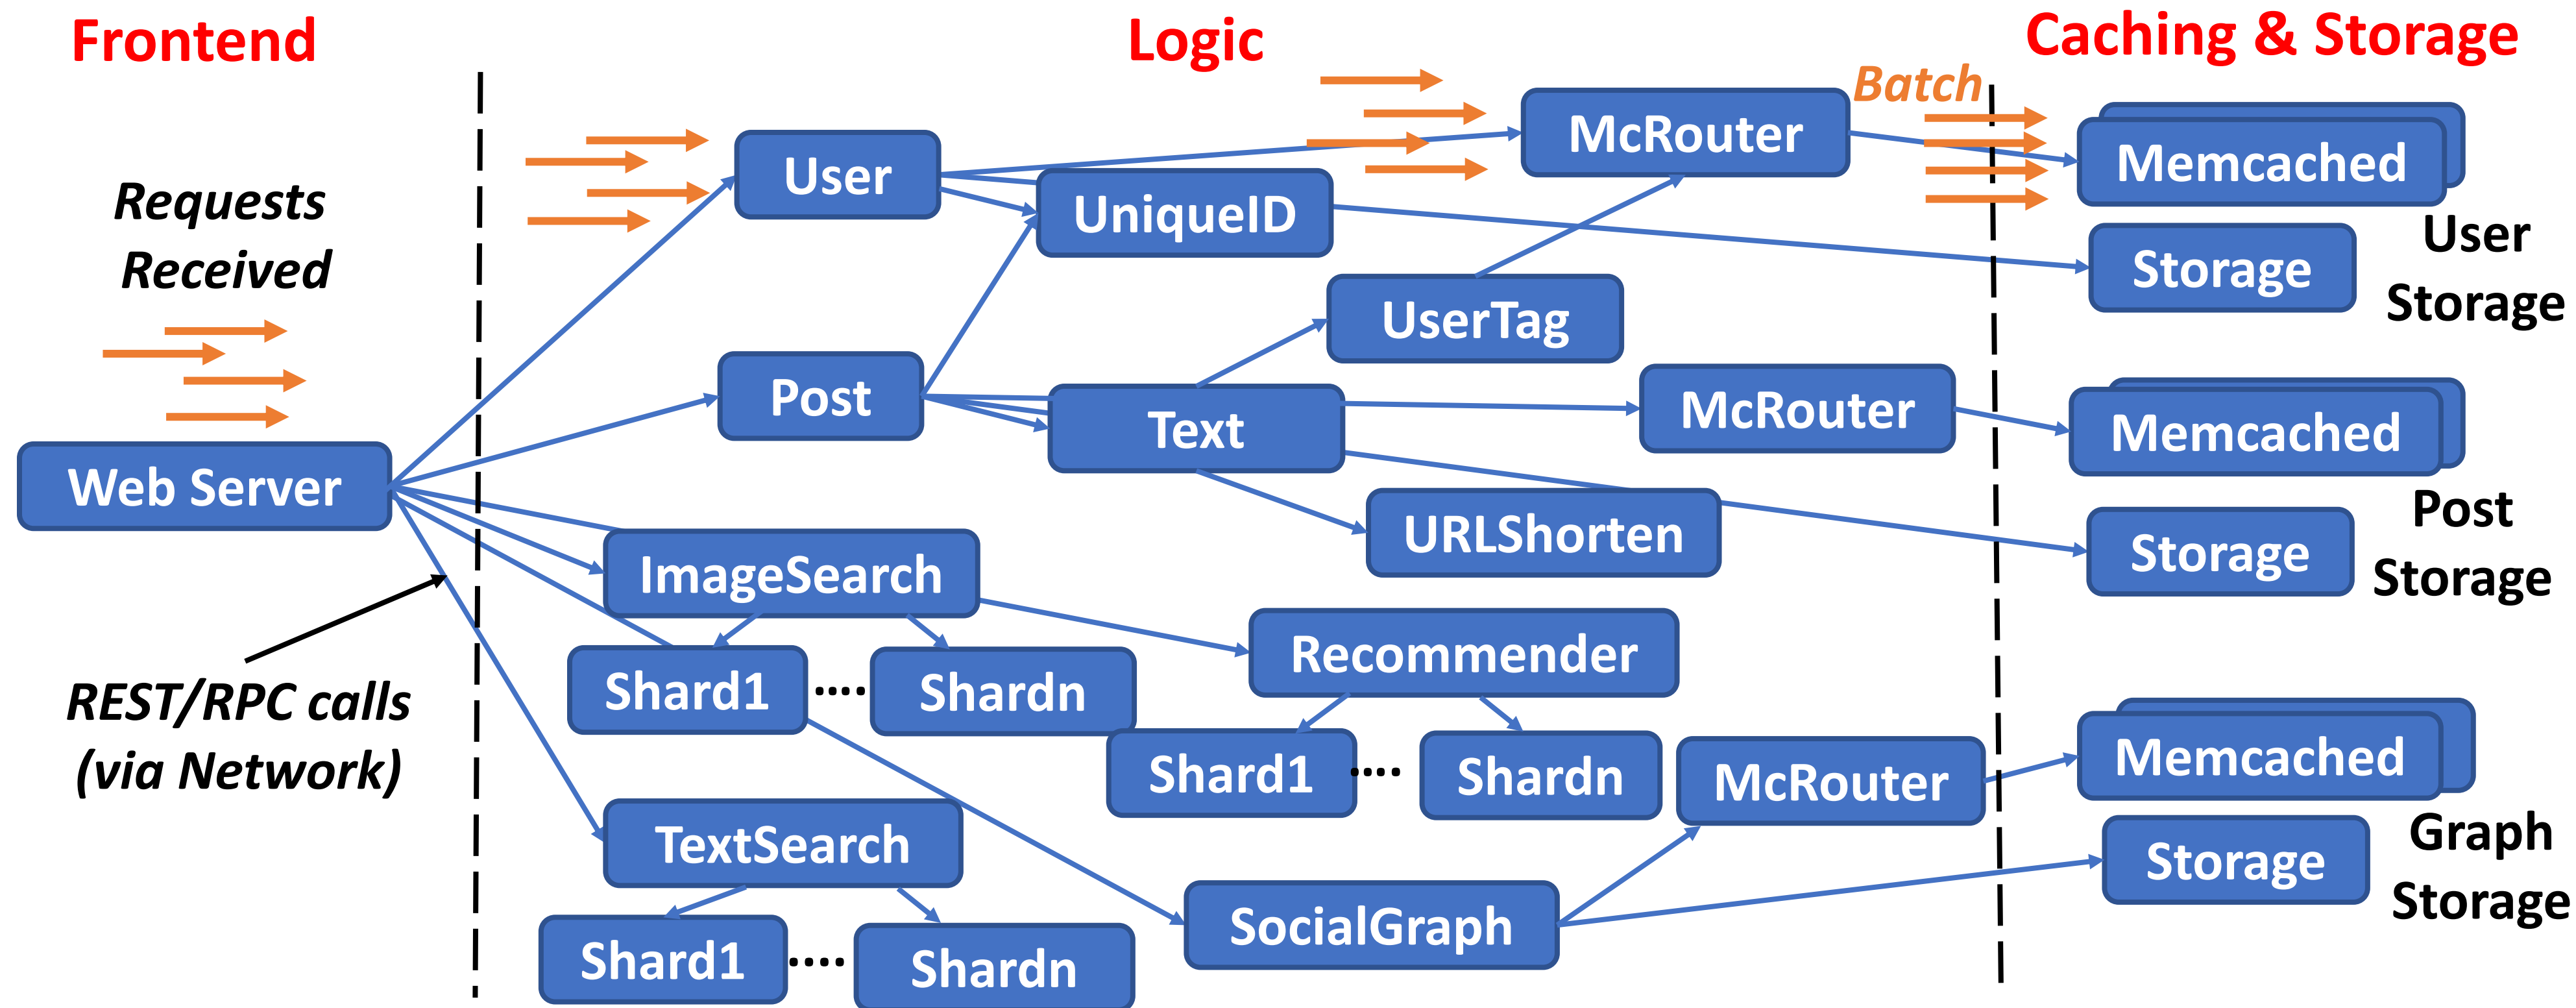 Frontend
Logic
Caching & Storage
Batch
Requests
Received
User
McRouter
Memcached
UniqueID
Storage
User
Storage
UserTag
Post
Text
McRouter
Memcached
Web Server
URLShorten
Storage
Post
Storage
ImageSearch
Recommender
Shard1
....
Shardn
REST/RPC calls
(via Network)
Shard1
....
Shardn
McRouter
Memcached
TextSearch
Storage
Graph
Storage
SocialGraph
Shard1
....
Shardn